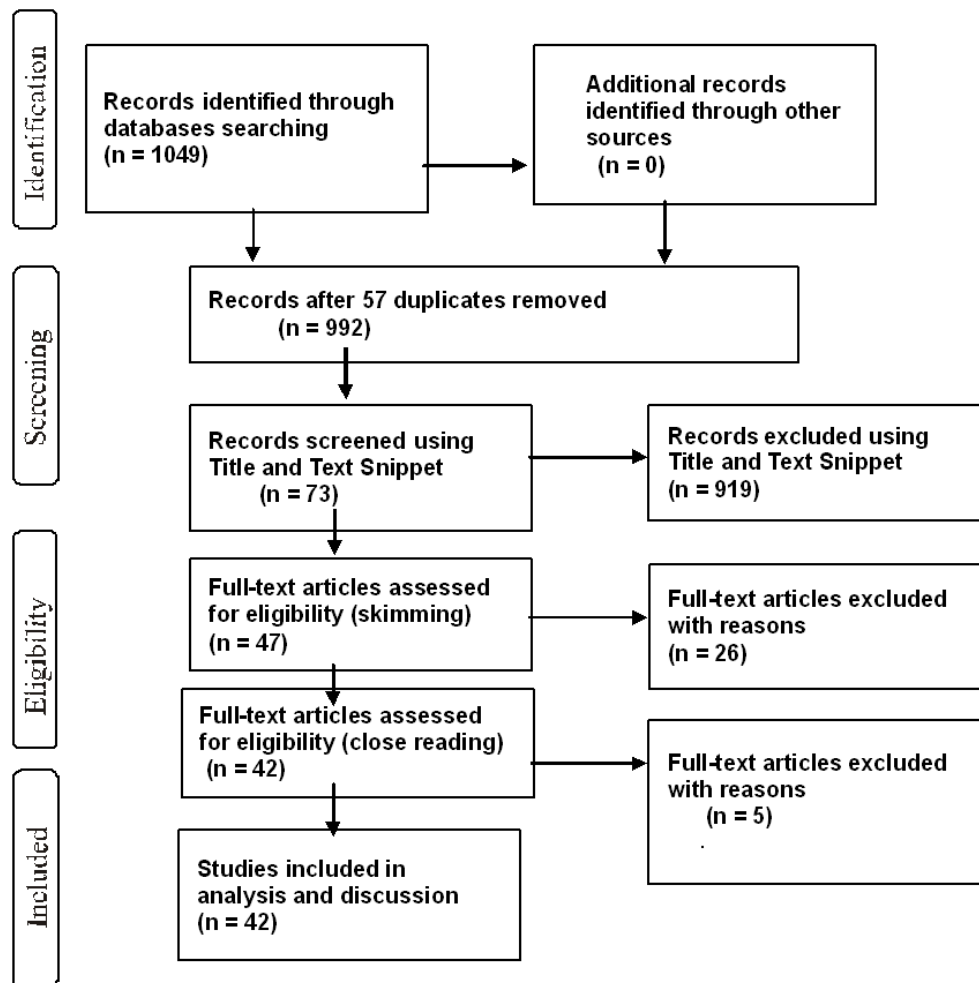 Identification
Records identified through
databases searching
(n = 1049)
Additional records
identified through other
sources
(n = 0)
Screening
Records after 57 duplicates removed
(n = 992)
Records screened using
Title and Text Snippet
(n = 73)
Records excluded using
Title and Text Snippet
(n = 919)
Eligibility
Full-text articles assessed
for eligibility (skimming)
(n = 47)
Full-text articles excluded
with reasons
(n = 26)
Full-text articles assessed
for eligibility (close reading)
(n = 42)
Full-text articles excluded
with reasons
(n = 5)
.
Included
Studies included in
analysis and discussion
(n = 42)